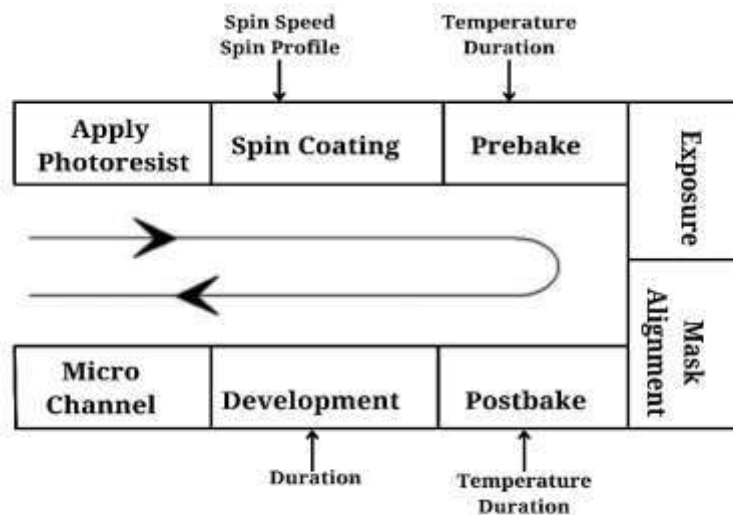 Spin Speed
Spin Profile
Temperature
Duration
Apply
Photoresist
Spin Coating
Prebake
Exposure
Mask
Alignment
Postbake
Development
Micro
Channel
Duration
Temperature
Duration